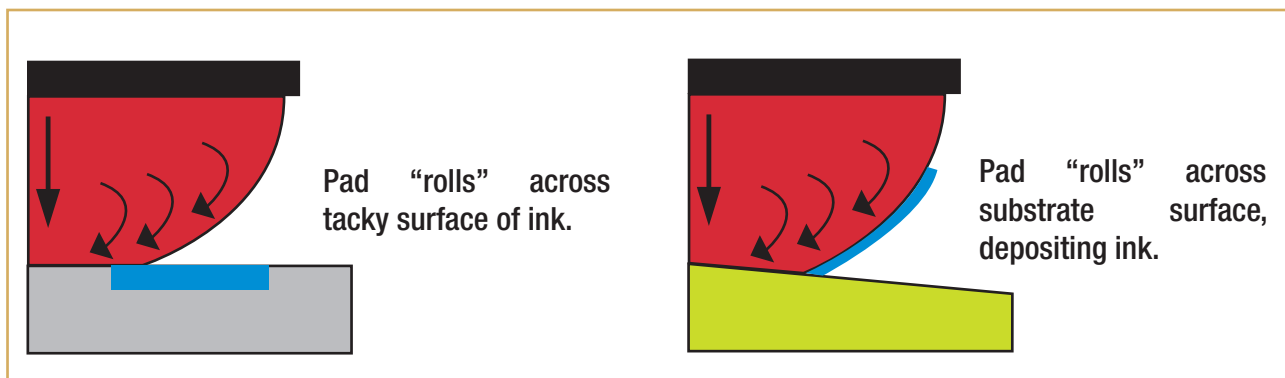 Pad “rolls” across
tacky surface of ink.
Pad “rolls” across
substrate surface,
depositing ink.